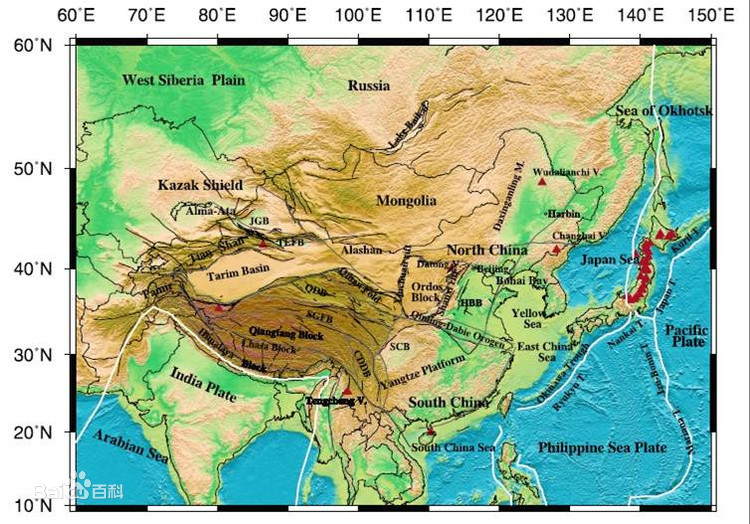 60˚E 70˚E 80˚E 90˚E 100˚E 110˚E 120˚E 130˚E 140˚E 150˚E
60˚N
50˚N
40˚N
30˚N
20˚N
10˚N
West Siberia Plain
Russia
Sea of Okhotsk
Lake Baikal
Kazak Shield
Mongolia
Daxinganling M.
Wudalianchi V.
Alma-Ata
JGB
Harbin
Tian Shan
TLFB
Alashan
North China
Changbai V.
Japan Sea
Kuril T.
Tarim Basin
Datong V.
Beijing
Bohai Bay
Pamir
QDB
Qilian Fold
Ordos
Block
HBB
Japan T.
SGFB
Qiangtang Block
Lhasa Block
Himalaya
Block
Qinling-Dabie Orogen
Yellow
Sea
Nankai T.
Pacific
Plate
SCB
East China
Sea
CDDB
Yangtze Platform
India Plate
Okinawa Trough
Ryukyu T.
Tengchong V.
South China
Arabian Sea
South China Sea
Philippine Sea Plate
Bai 百科